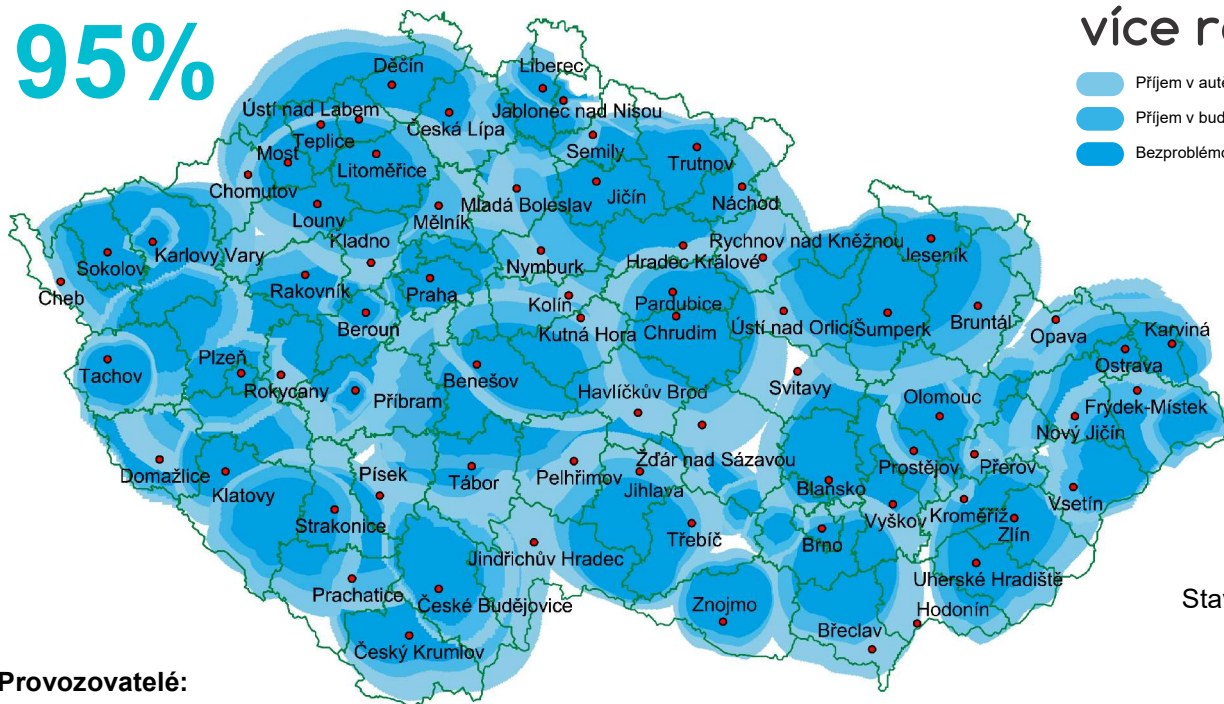 95%
více r
Příjem v aut
Příjem v bud
Bezproblémo
Děčín
Liberec
Ústí nad Labem
Jablonec nad Nisou
Teplice
Česká Lípa
Most
Semily
Litoměřice
Trutnov
Chomutov
Jičín
Mladá Boleslav
Náchod
Louny
Mělník
Kladno
Rychnov nad Kněžnou
Karlovy Vary
Jeseník
Sokolov
Nymburk
Hradec Králové
Cheb
Rakovník
Praha
Kolín
Pardubice
Beroun
Kutná Hora
Chrudim
Ústí nad Orlicí
Šumperk
Bruntál
Opava
Karviná
Plzeň
Ostrava
Tachov
Benešov
Svitavy
Rokycany
Havlíčkův Brod
Olomouc
Příbram
Frýdek-Místek
Nový Jičín
Žďár nad Sázavou
Prostějov
Přerov
Domažlice
Písek
Pelhřimov
Klatovy
Tábor
Jihlava
Blansko
Vsetín
Strakonice
Vyškov
Kroměříž
Třebíč
Brno
Zlín
Jindřichův Hradec
Uherské Hradiště
Prachatice
České Budějovice
Znojmo
Hodonín
Sta
Břeclav
Český Krumlov
Provozovatelé: